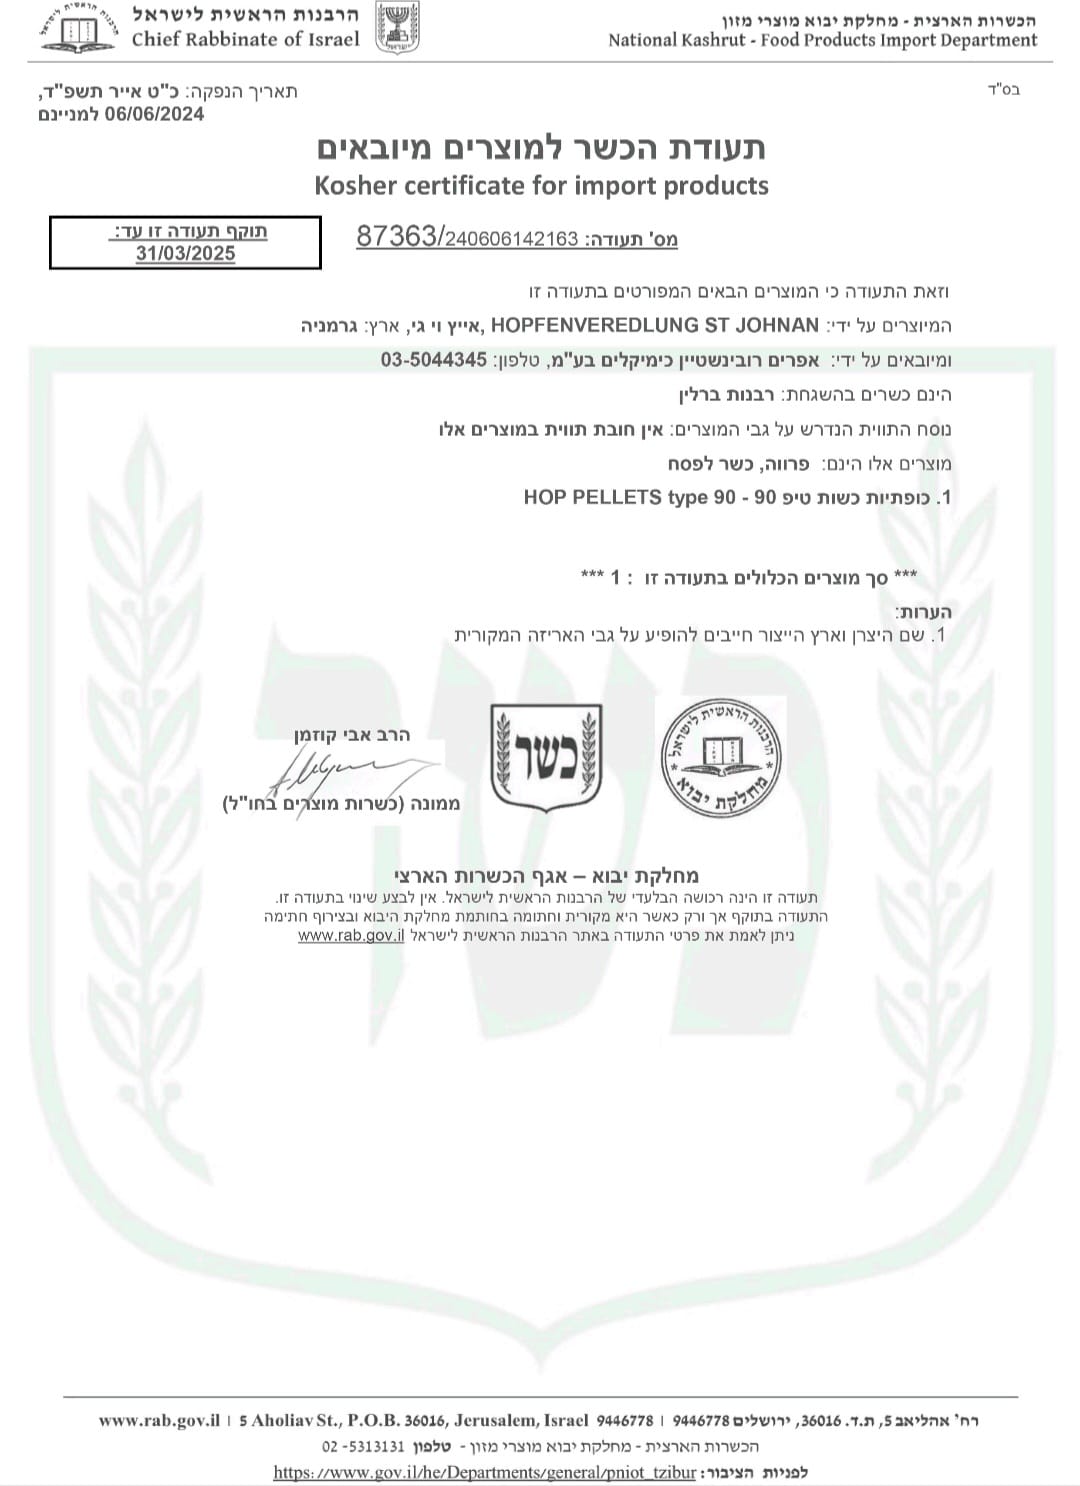 הרבנות הראשית לישראל
Chief Rabbinate of Israel
הכשרות הארצית - מחלקת יבוא מוצרי מזון
National Kashrut - Food Products Import Department
בס"ד
תאריך הנפקה: כ"ט אייר תשפ"ד,
06/06/2024 למניינם
תעודת הכשר למוצרים מיובאים
Kosher certificate for import products
מס' תעודה: 87363/240606142163
תוקף תעודה זו עד:
31/03/2025
וזאת התעודה כי המוצרים הבאים המפורטים בתעודה זו
המיוצרים על ידי: HOPFENVEREDLUNG ST JOHNAN ,אייץ וי גי, ארץ: גרמניה
ומיובאים על ידי: אפרים רובינשטיין כימיקלים בע"מ, טלפון: 03-5044345
הינם כשרים בהשגחת: רבנות ברלין
נוסח התווית הנדרש על גבי המוצרים: אין חובת תווית במוצרים אלו
מוצרים אלו הינם: פרווה, כשר לפסח
1. כופתיות כשות טיפ 90 - HOP PELLETS type 90
*** סך מוצרים הכלולים בתעודה זו : 1 ***
הערות:
1. שם היצרן וארץ הייצור חייבים להופיע על גבי האריזה המקורית
הרבנות הראשית לישראל
מחלקת יבוא
כשר
הרב אבי קוזמן
ממונה (כשרות מוצרים בחו"ל)
מחלקת יבוא – אגף הכשרות הארצי
תעודה זו הינה רכושה הבלעדי של הרבנות הראשית לישראל. אין לבצע שינוי בתעודה זו.
התעודה בתוקף אך ורק כאשר היא מקורית וחתומה בחותמת מחלקת היבוא ובצירוף חתימה
ניתן לאמת את פרטי התעודה באתר הרבנות הראשית לישראל www.rab.gov.il
כשר
רח' אהליאב 5, ת.ד. 36016, ירושלים 9446778 | www.rab.gov.il | 5 Aholiav St., P.O.B. 36016, Jerusalem, Israel 9446778
הכשרות הארצית - מחלקת יבוא מוצרי מזון - טלפון 02 -5313131
לפניות הציבור: https://www.gov.il/he/Departments/general/pniot_tzibur